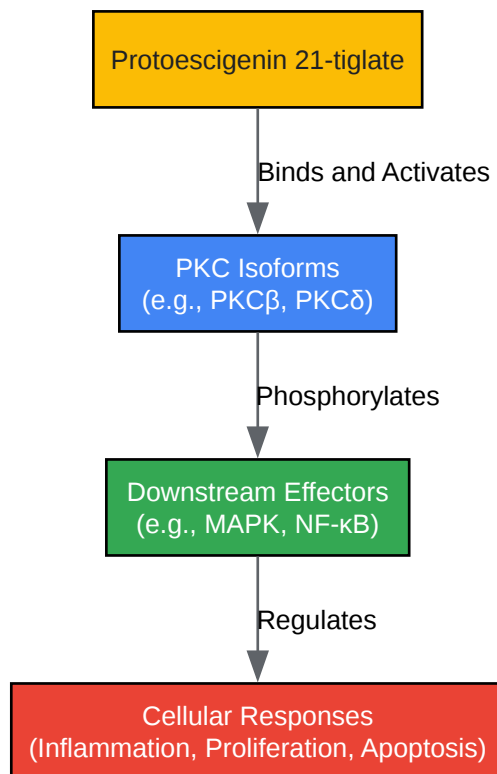 Protoescigenin 21-tiglate
Binds and Activates
PKC Isoforms
(e.g., PKCβ, PKCδ)
Phosphorylates
Downstream Effectors
(e.g., MAPK, NF-κB)
Regulates
Cellular Responses
(Inflammation, Proliferation, Apoptosis)